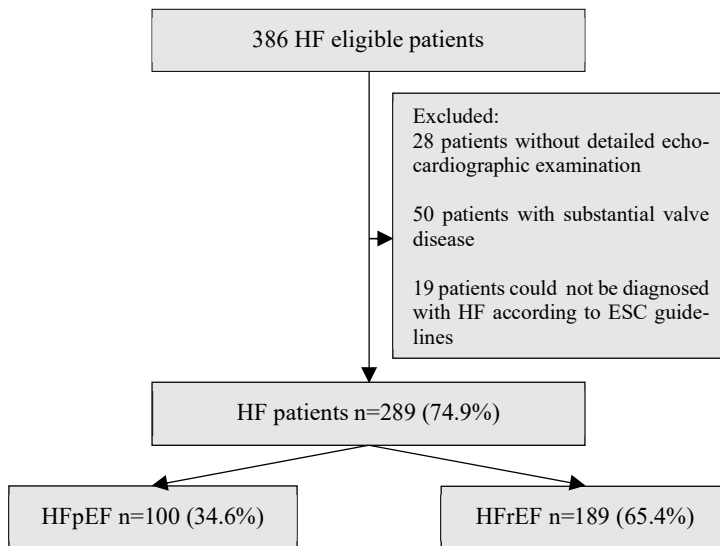 386 HF eligible patients
Excluded:
28 patients without detailed echo-
cardiographic examination
50 patients with substantial valve
disease
19 patients could not be diagnosed
with HF according to ESC guide-
lines
HF patients n=289 (74.9%)
HFpEF n=100 (34.6%)
HFrEF n=189 (65.4%)